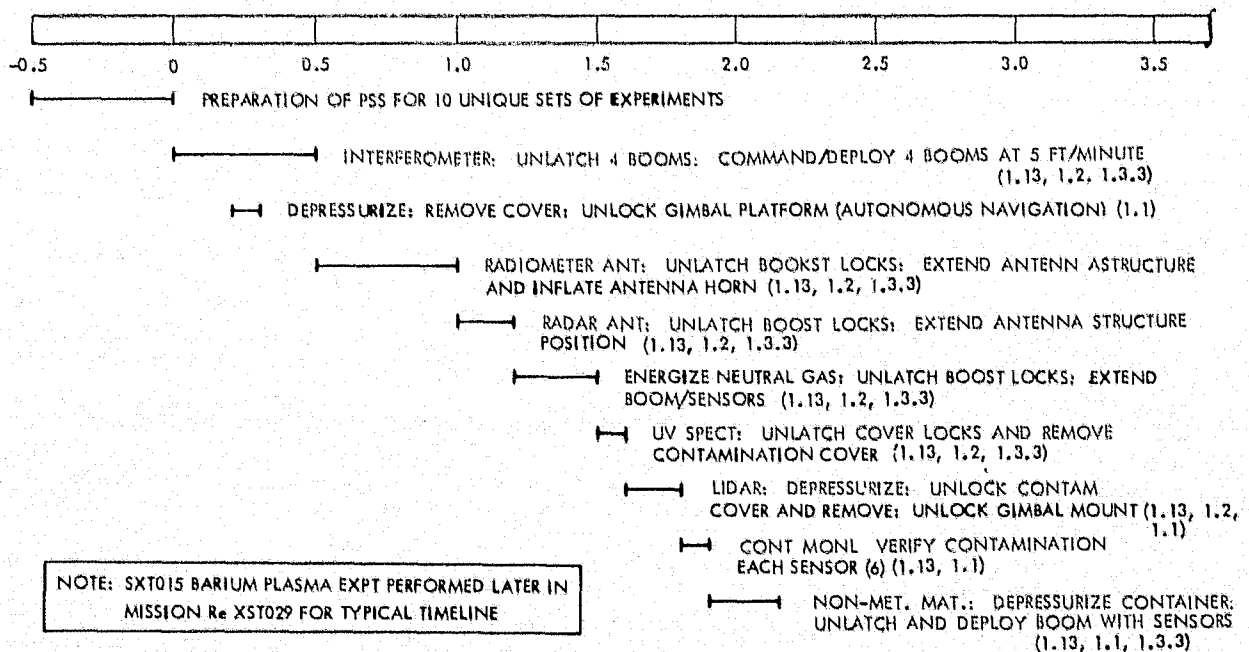 -0.5 0 0.5 1.0 1.5 2.0 2.5 3.0 3.5
PREPARATION OF PSS FOR 10 UNIQUE SETS OF EXPERIMENTS
INTERFEROMETER: UNLATCH 4 BOOMS: COMMAND/DEPLOY 4 BOOMS AT 5 FT/MINUTE
(1.13, 1.2, 1.3.3)
DEPRESSURIZE: REMOVE COVER: UNLOCK GIMBAL PLATFORM (AUTONOMOUS NAVIGATION) (1.1)
RADIOMETER ANT: UNLATCH BOOKST LOCKS: EXTEND ANTENN ASTRUCTURE
AND INFLATE ANTENNA HORN (1.13, 1.2, 1.3.3)
RADAR ANT: UNLATCH BOOST LOCKS: EXTEND ANTENNA STRUCTURE
POSITION (1.13, 1.2, 1.3.3)
ENERGIZE NEUTRAL GAS: UNLATCH BOOST LOCKS: EXTEND
BOOM/SENSORS (1.13, 1.2, 1.3.3)
UV SPECT: UNLATCH COVER LOCKS AND REMOVE
CONTAMINATION COVER (1.13, 1.2, 1.3.3)
LIDAR: DEPRESSURIZE: UNLOCK CONTAM
COVER AND REMOVE: UNLOCK GIMBAL MOUNT (1.13, 1.2,
1.1)
CONT MONL VERIFY CONTAMINATION
EACH SENSOR (6) (1.13, 1.1)
NON-MET. MAT.: DEPRESSURIZE CONTAINER:
UNLATCH AND DEPLOY BOOM WITH SENSORS
(1.13, 1.1, 1.3.3)
NOTE: SXT015 BARIUM PLASMA EXPT PERFORMED LATER IN
MISSION Re XST029 FOR TYPICAL TIMELINE